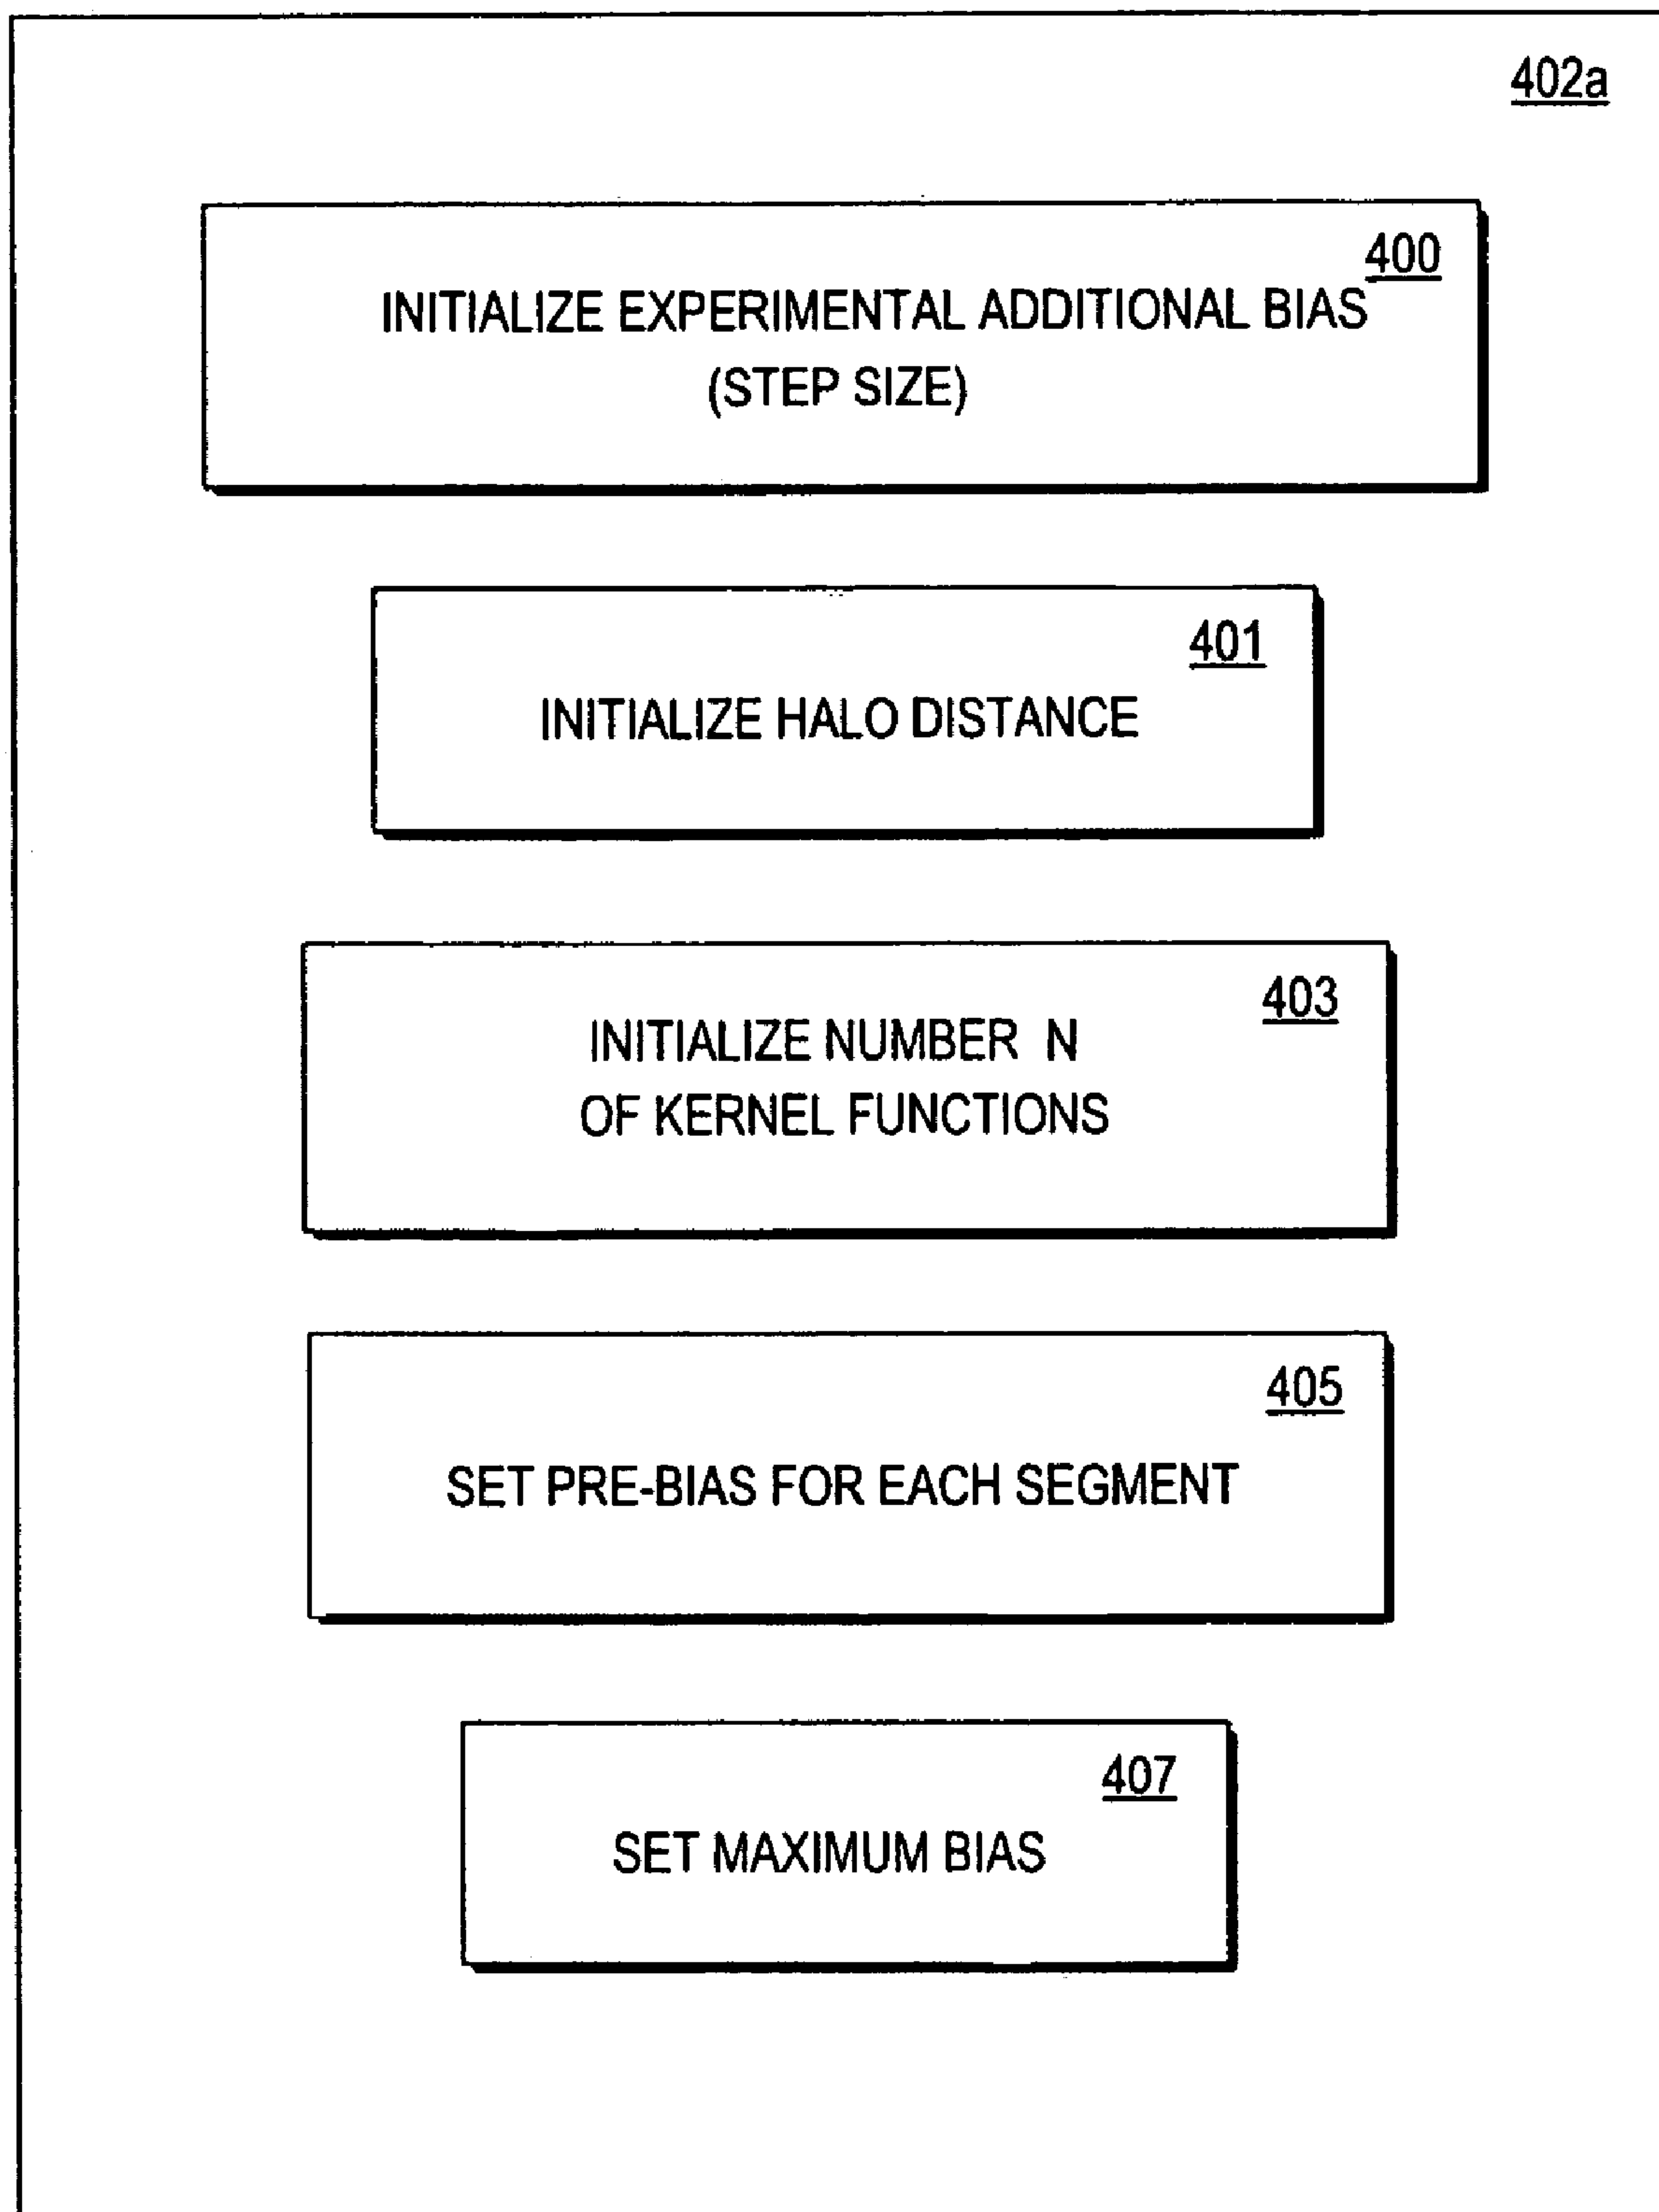 402a
400
INITIALIZE EXPERIMENTAL ADDITIONAL BIAS
(STEP SIZE)
401
INITIALIZE HALO DISTANCE
403
INITIALIZE NUMBER N
OF KERNEL FUNCTIONS
405
SET PRE-BIAS FOR EACH SEGMENT
407
SET MAXIMUM BIAS